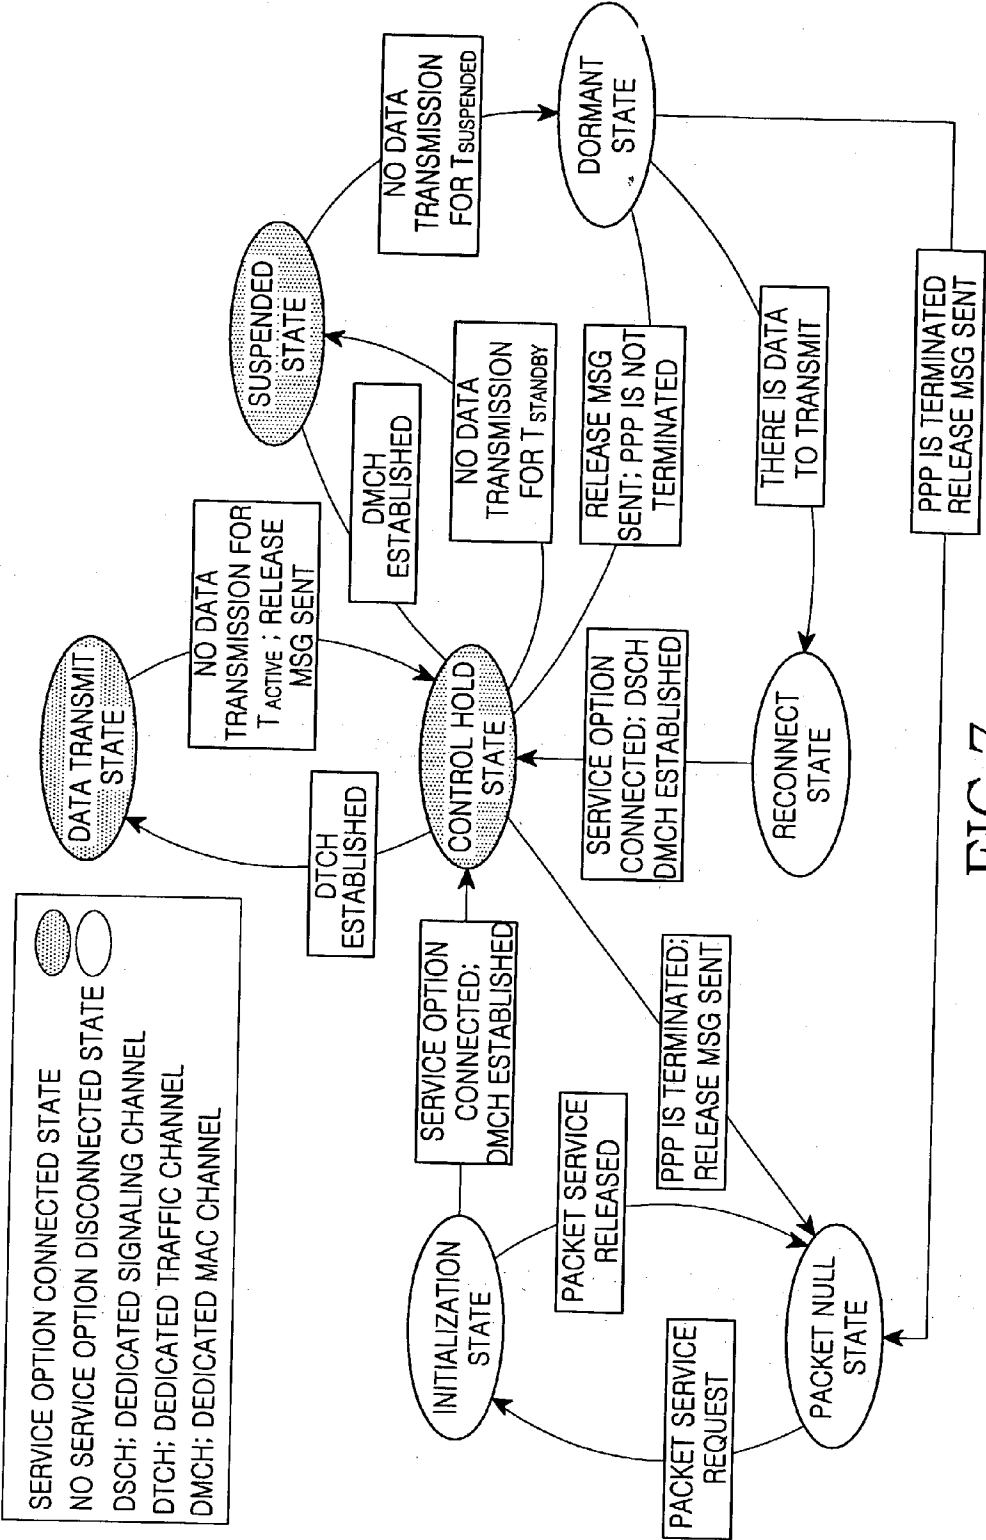 SERVICE OPTION CONNECTED STATE
NO SERVICE OPTION DISCONNECTED STATE
DSCH; DEDICATED SIGNALING CHANNEL
DTCH; DEDICATED TRAFFIC CHANNEL
DMCH; DEDICATED MAC CHANNEL
DATA TRANSMIT
STATE
DTCH
ESTABLISHED
NO DATA
TRANSMISSION FOR
T ACTIVE ; RELEASE
MSG SENT
SUSPENDED
STATE
DMCH
ESTABLISHED
NO DATA
TRANSMISSION
FOR T SUSPENDED
NO DATA
TRANSMISSION
FOR T STANDBY
INITIALIZATION
STATE
SERVICE OPTION
CONNECTED;
DMCH ESTABLISHED
CONTROL HOLD
STATE
RELEASE MSG
SENT; PPP IS NOT
TERMINATED
DORMANT
STATE
PACKET SERVICE
RELEASED
PACKET SERVICE
REQUEST
PPP IS TERMINATED;
RELEASE MSG SENT
SERVICE OPTION
CONNECTED; DSCH
DMCH ESTABLISHED
THERE IS DATA
TO TRANSMIT
PACKET NULL
STATE
RECONNECT
STATE
PPP IS TERMINATED
RELEASE MSG SENT
FIG.7